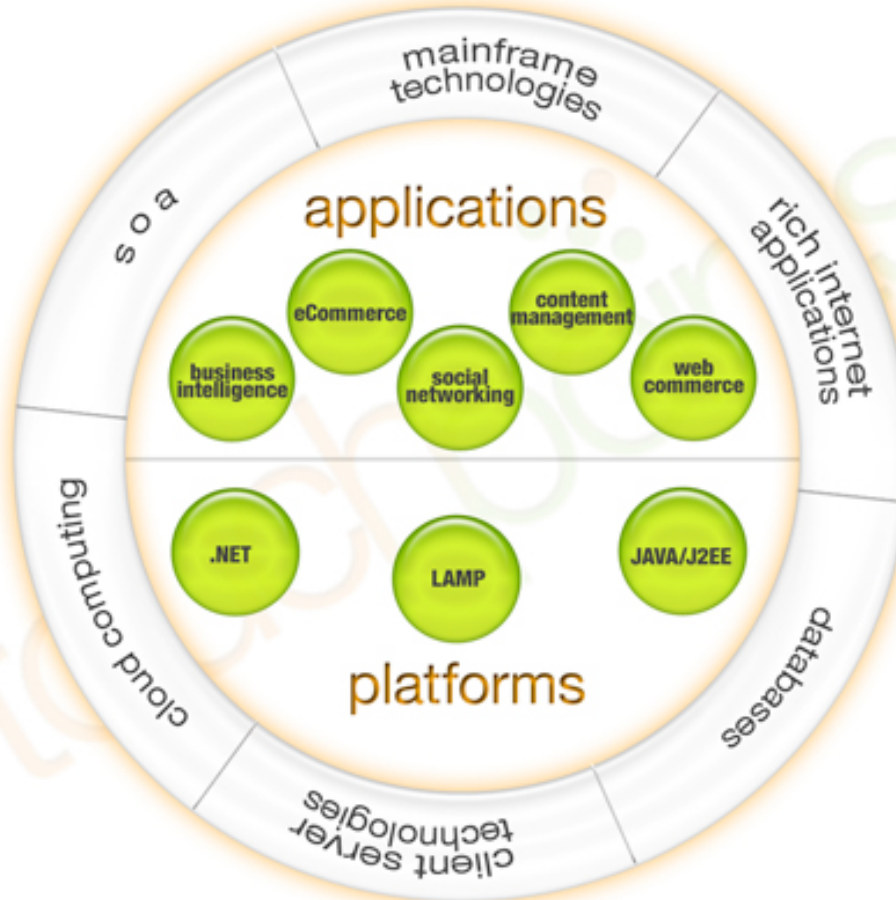 mainframe
technologies
rich internet
applications
databases
client server
technologies
cloud computing
soa
applications
eCommerce
content
management
business
intelligence
social
networking
web
commerce
.NET
LAMP
JAVA/J2EE
platforms